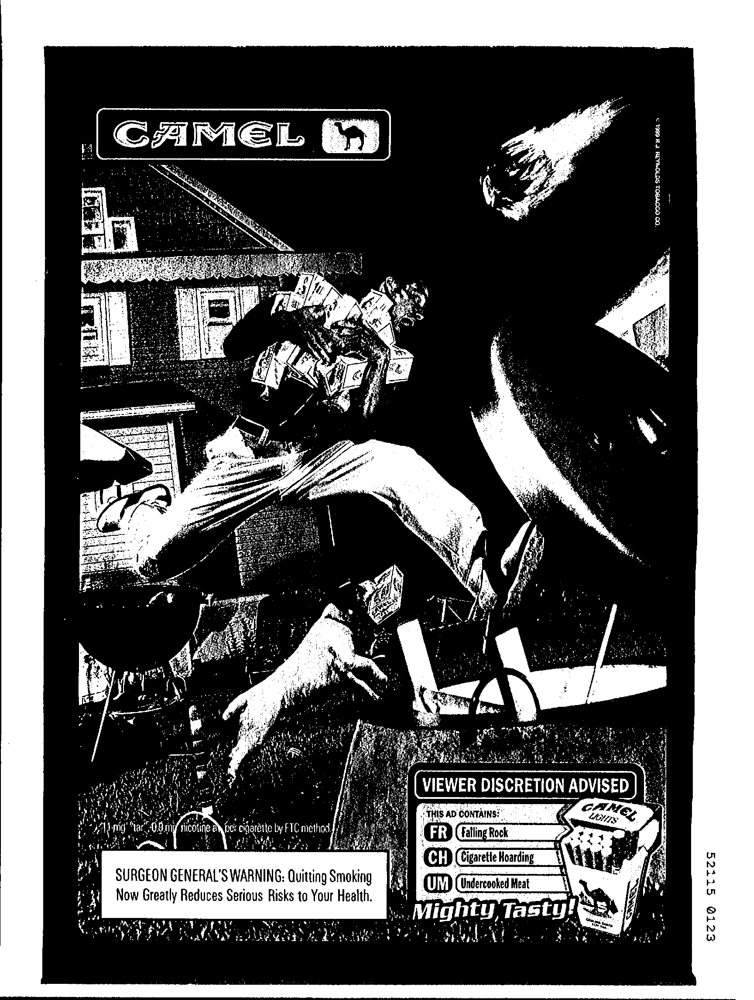 CAMEL
© 1999 R.J. REYNOLDS TOBACCO CO.
11 mg "tar", 0.9 mg nicotine av. per cigarette by FTC method.
SURGEON GENERAL'S WARNING: Quitting Smoking
Now Greatly Reduces Serious Risks to Your Health.
VIEWER DISCRETION ADVISED
THIS AD CONTAINS:
FR Falling Rock
CH Cigarette Hoarding
UM Undercooked Meat
Mighty Tasty!
CAMEL
LIGHTS
52115 0123